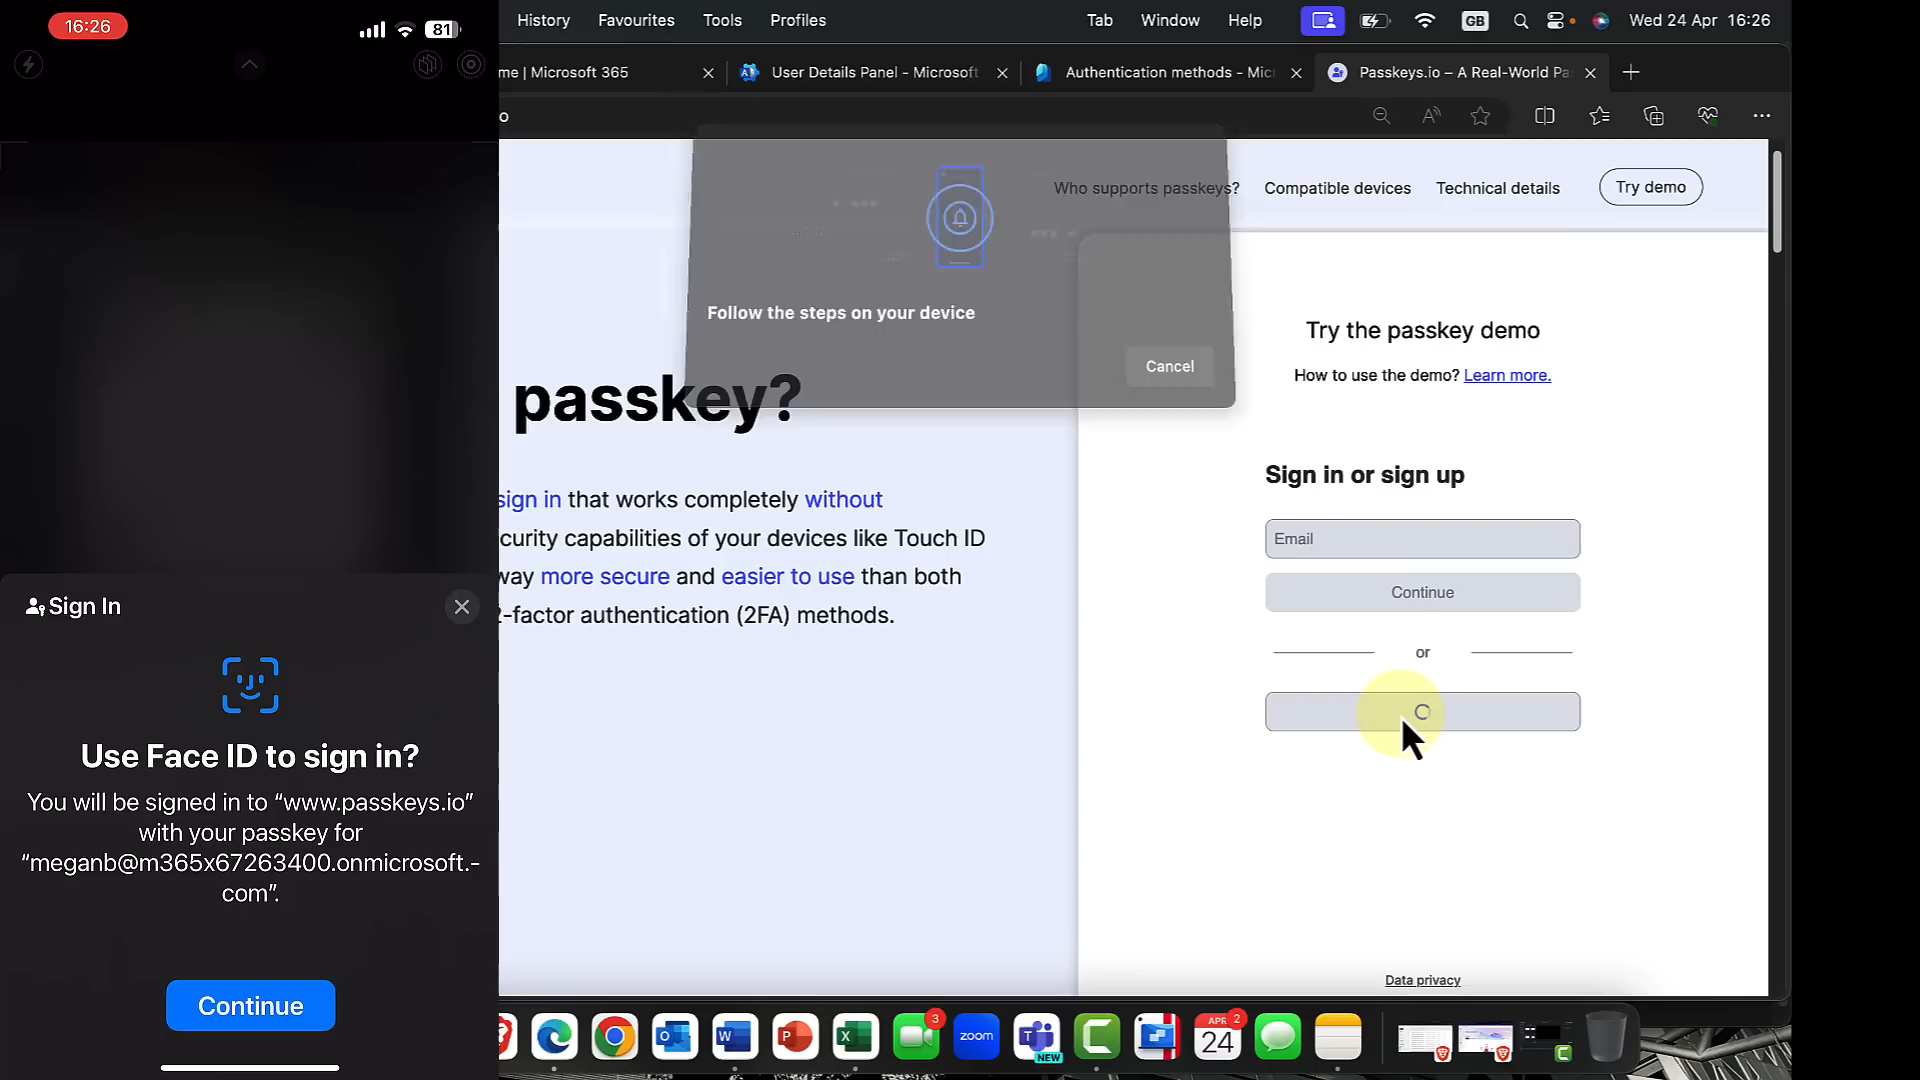 16:26
81
Sign In
Use Face ID to sign in?
You will be signed in to “www.passkeys.io”
with your passkey for
“meganb@m365x67263400.onmicrosoft.-
com”.
Continue
History Favourites Tools Profiles Tab Window Help GB Wed 24 Apr 16:26
me | Microsoft 365
User Details Panel - Microsoft
Authentication methods - Mic
Passkeys.io – A Real-World Pa
o
Who supports passkeys? Compatible devices Technical details Try demo
Follow the steps on your device
Cancel
passkey?
sign in that works completely without
curity capabilities of your devices like Touch ID
way more secure and easier to use than both
2-factor authentication (2FA) methods.
Try the passkey demo
How to use the demo? Learn more.
Sign in or sign up
Email
Continue
or
Data privacy
3
zoom
NEW
APR 2
24